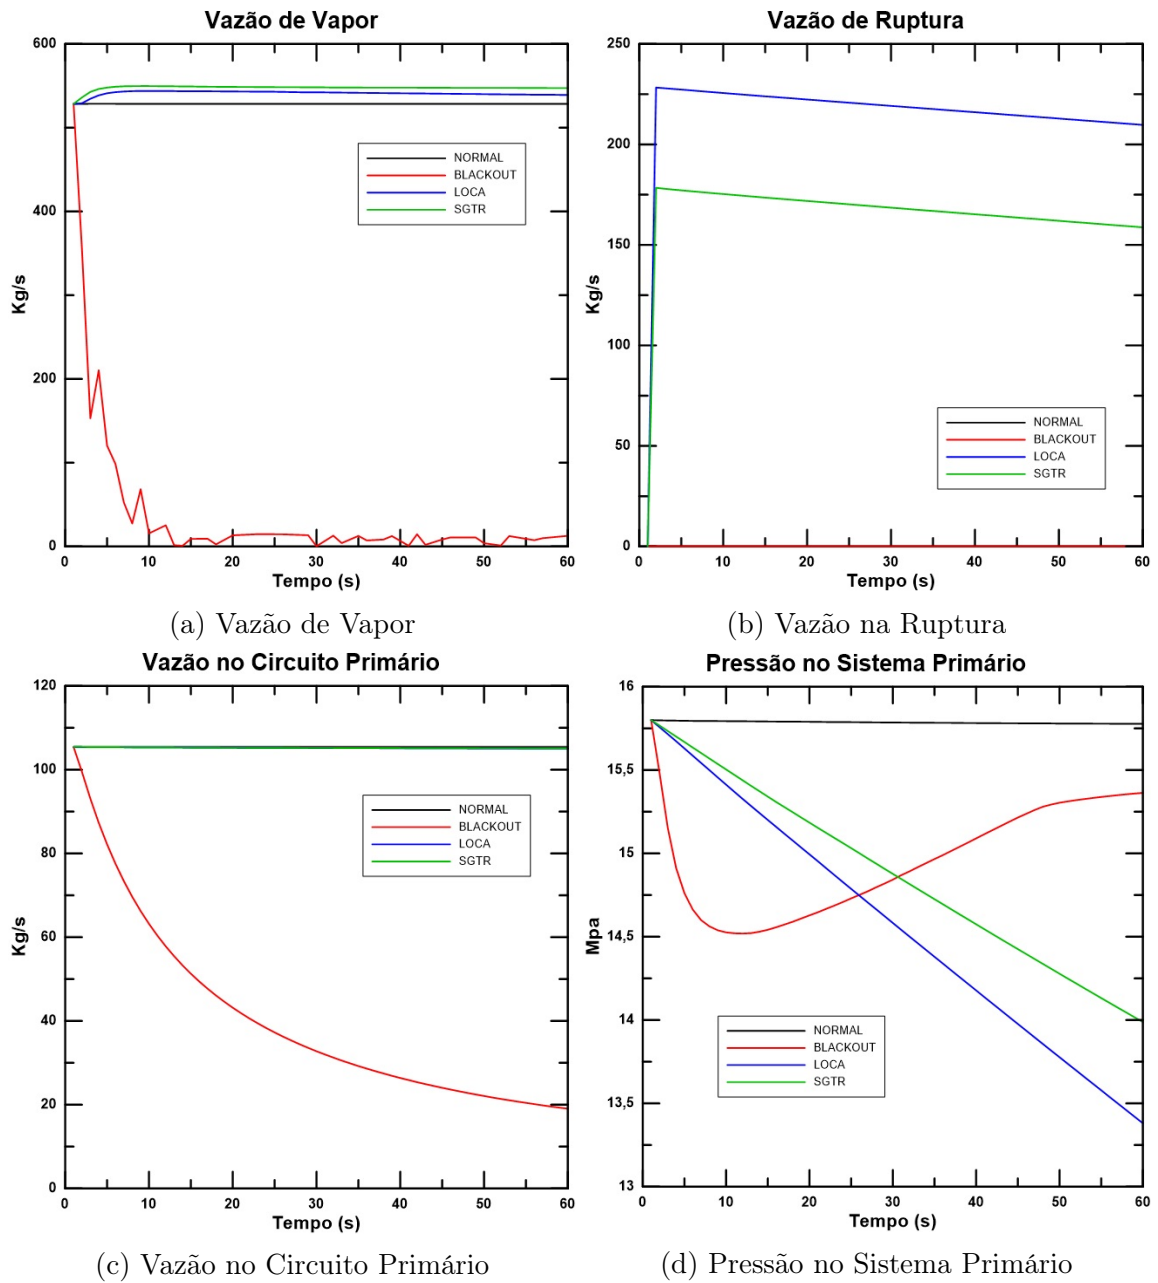 Vazão de Vapor
600
400
200
0
Kg/s
NORMAL
BLACKOUT
LOCA
SGTR
0 10 20 30 40 50 60
Tempo (s)
(a) Vazão de Vapor
Vazão de Ruptura
250
200
150
100
50
0
Kg/s
NORMAL
BLACKOUT
LOCA
SGTR
0 10 20 30 40 50 60
Tempo (s)
(b) Vazão na Ruptura
Vazão no Circuito Primário
120
100
80
60
40
20
0
Kg/s
NORMAL
BLACKOUT
LOCA
SGTR
0 10 20 30 40 50 60
Tempo (s)
(c) Vazão no Circuito Primário
Pressão no Sistema Primário
16
15,5
15
14,5
14
13,5
13
Mpa
NORMAL
BLACKOUT
LOCA
SGTR
0 10 20 30 40 50 60
Tempo (s)
(d) Pressão no Sistema Primário